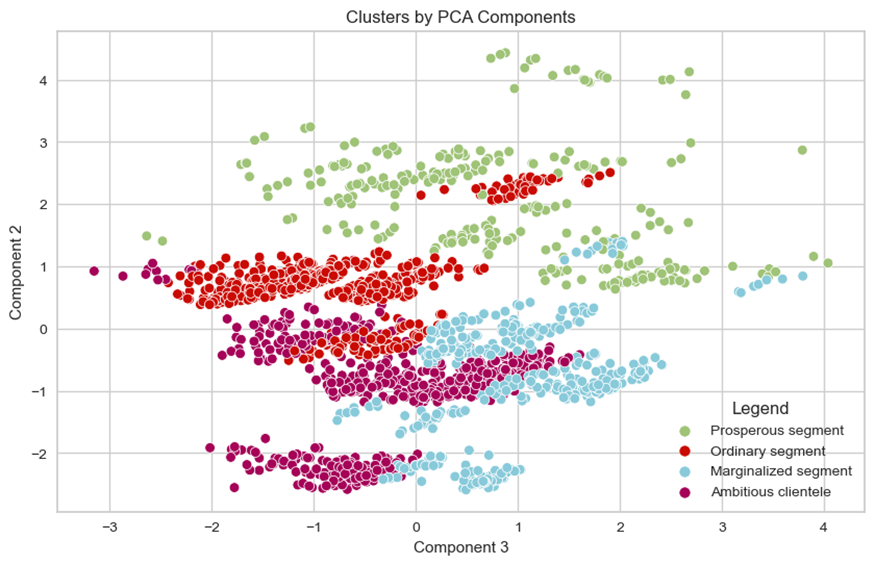 Clusters by PCA Components
Component 2
4
3
2
1
0
−1
−2
−3
−2
−1
0
1
2
3
4
Component 3
Legend
Prosperous segment
Ordinary segment
Marginalized segment
Ambitious clientele